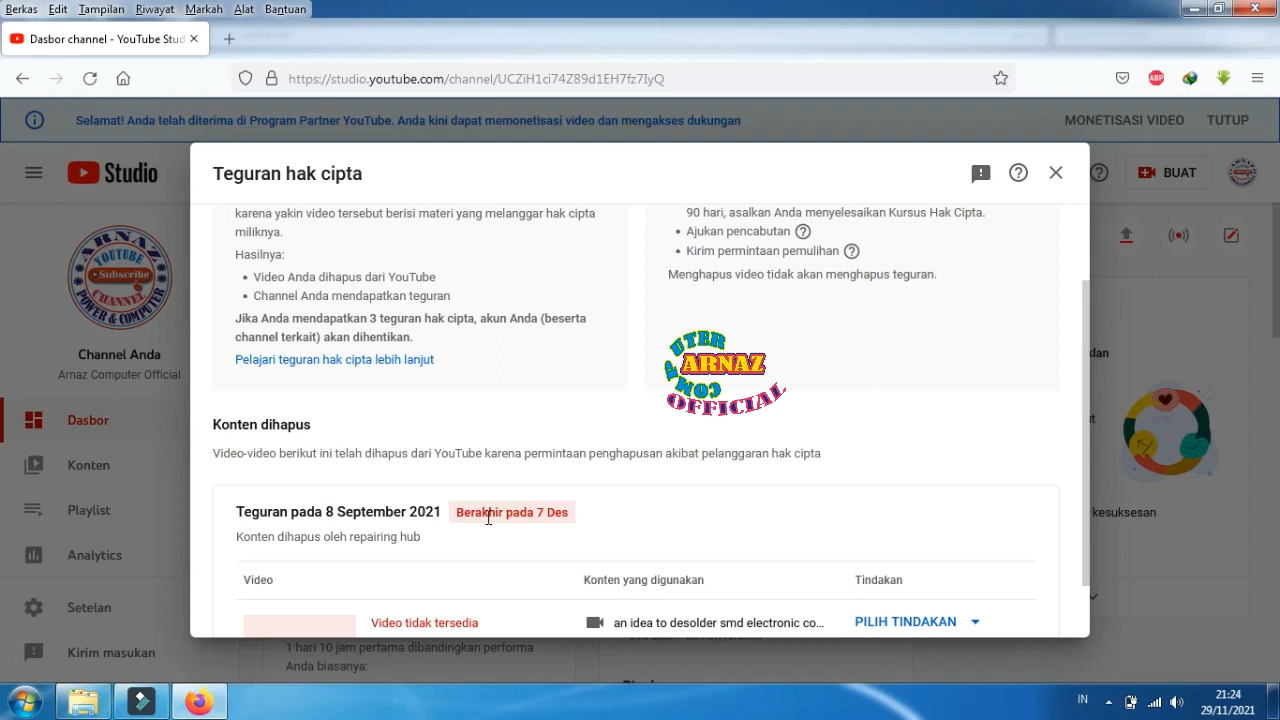 Berkas Edit Tampilan Riwayat Markah Alat Bantuan
Dasbor channel - YouTube Stud
https://studio.youtube.com/channel/UCZiH1ci74Z89d1EH7fz7IyQ
ABP
Selamat! Anda telah diterima di Program Partner YouTube. Anda kini dapat memonetisasi video dan mengakses dukungan
MONETISASI VIDEO TUTUP
Studio
BUAT
Teguran hak cipta
karena yakin video tersebut berisi materi yang melanggar hak cipta
miliknya.
Hasilnya:
• Video Anda dihapus dari YouTube
• Channel Anda mendapatkan teguran
Jika Anda mendapatkan 3 teguran hak cipta, akun Anda (beserta
channel terkait) akan dihentikan.
Pelajari teguran hak cipta lebih lanjut
90 hari, asalkan Anda menyelesaikan Kursus Hak Cipta.
• Ajukan pencabutan
• Kirim permintaan pemulihan
Menghapus video tidak akan menghapus teguran.
ARNAZ
COMPUTER
OFFICIAL
Konten dihapus
Video-video berikut ini telah dihapus dari YouTube karena permintaan penghapusan akibat pelanggaran hak cipta
Teguran pada 8 September 2021 Berakhir pada 7 Des
Konten dihapus oleh repairing hub
Video Konten yang digunakan Tindakan
Video tidak tersedia an idea to desolder smd electronic co... PILIH TINDAKAN
ARNAZ
YOUTUBE
Subscribe
CHANNEL
POWER & COMPUTER
Channel Anda
Arnaz Computer Official
Dasbor
Konten
Playlist
Analytics
Setelan
Kirim masukan
kesuksesan
1 hari 10 jam pertama dibandingkan performa
Anda biasanya:
IN
21:24
29/11/2021